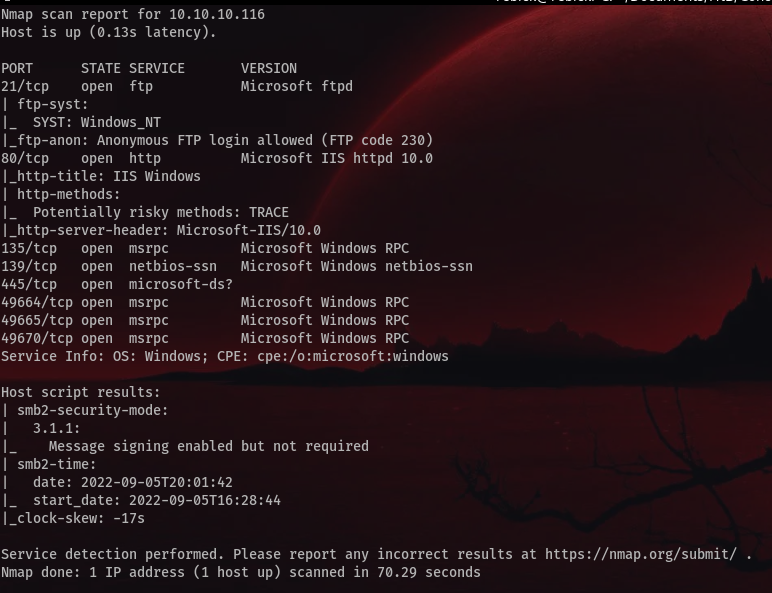 Nmap scan report for 10.10.10.116
Host is up (0.13s latency).
PORT      STATE SERVICE       VERSION
21/tcp    open  ftp           Microsoft ftpd
| ftp-syst:
|_  SYST: Windows_NT
|_ftp-anon: Anonymous FTP login allowed (FTP code 230)
80/tcp    open  http          Microsoft IIS httpd 10.0
|_http-title: IIS Windows
| http-methods:
|_  Potentially risky methods: TRACE
|_http-server-header: Microsoft-IIS/10.0
135/tcp   open  msrpc         Microsoft Windows RPC
139/tcp   open  netbios-ssn   Microsoft Windows netbios-ssn
445/tcp   open  microsoft-ds?
49664/tcp open  msrpc         Microsoft Windows RPC
49665/tcp open  msrpc         Microsoft Windows RPC
49670/tcp open  msrpc         Microsoft Windows RPC
Service Info: OS: Windows; CPE: cpe:/o:microsoft:windows
Host script results:
| smb2-security-mode:
|   3.1.1:
|_    Message signing enabled but not required
| smb2-time:
|   date: 2022-09-05T20:01:42
|_  start_date: 2022-09-05T16:28:44
|_clock-skew: -17s
Service detection performed. Please report any incorrect results at https://nmap.org/submit/ .
Nmap done: 1 IP address (1 host up) scanned in 70.29 seconds